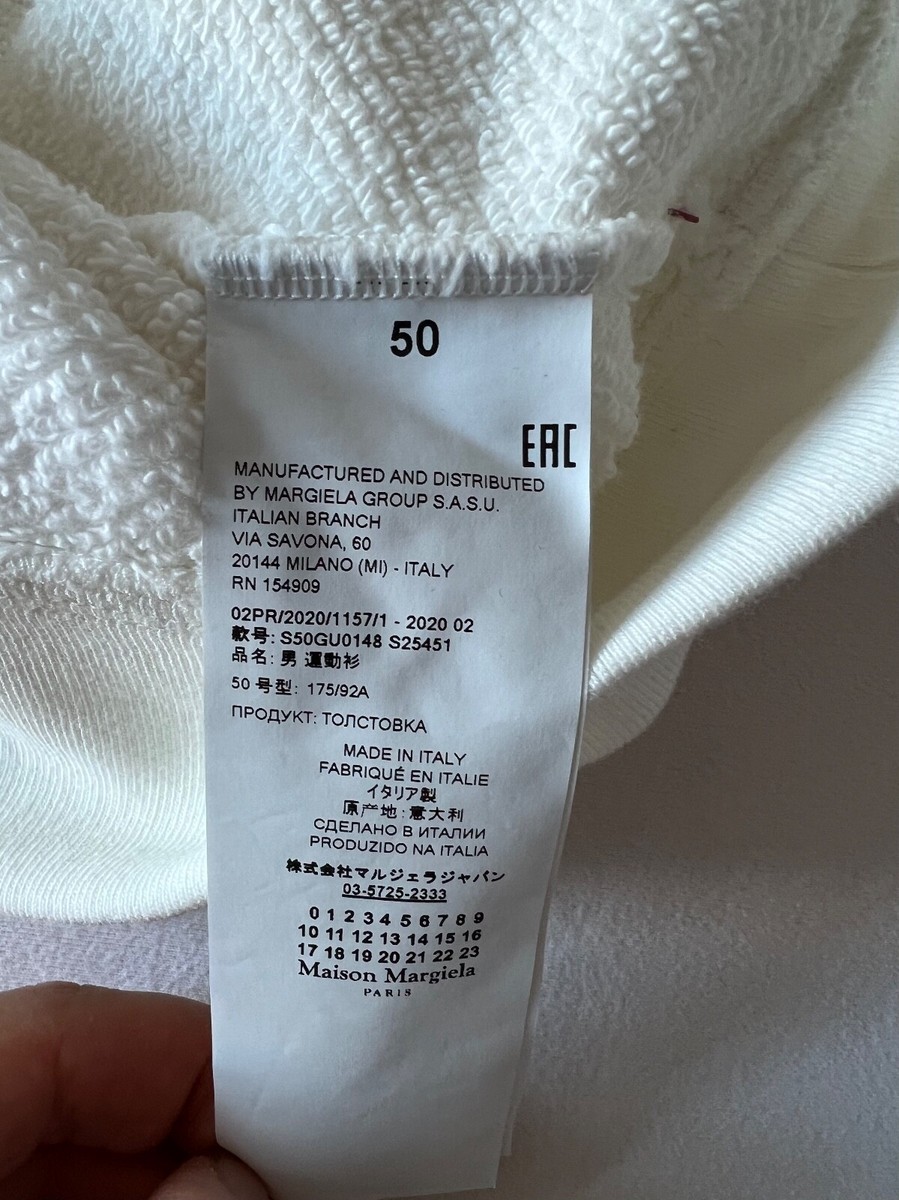 50
EAC
MANUFACTURED AND DISTRIBUTED
BY MARGIELA GROUP S.A.S.U.
ITALIAN BRANCH
VIA SAVONA, 60
20144 MILANO (MI) - ITALY
RN 154909
02PR/2020/1157/1 - 2020 02
款号: S50GU0148 S25451
品名: 男 運動衫
50 号型: 175/92A
ПРОДУКТ: ТОЛСТОВКА
MADE IN ITALY
FABRIQUÉ EN ITALIE
イタリア製
原产地: 意大利
СДЕЛАНО В ИТАЛИИ
PRODUZIDO NA ITALIA
株式会社マルジェラジャパン
03-5725-2333
0 1 2 3 4 5 6 7 8 9
10 11 12 13 14 15 16
17 18 19 20 21 22 23
Maison Margiela
PARIS